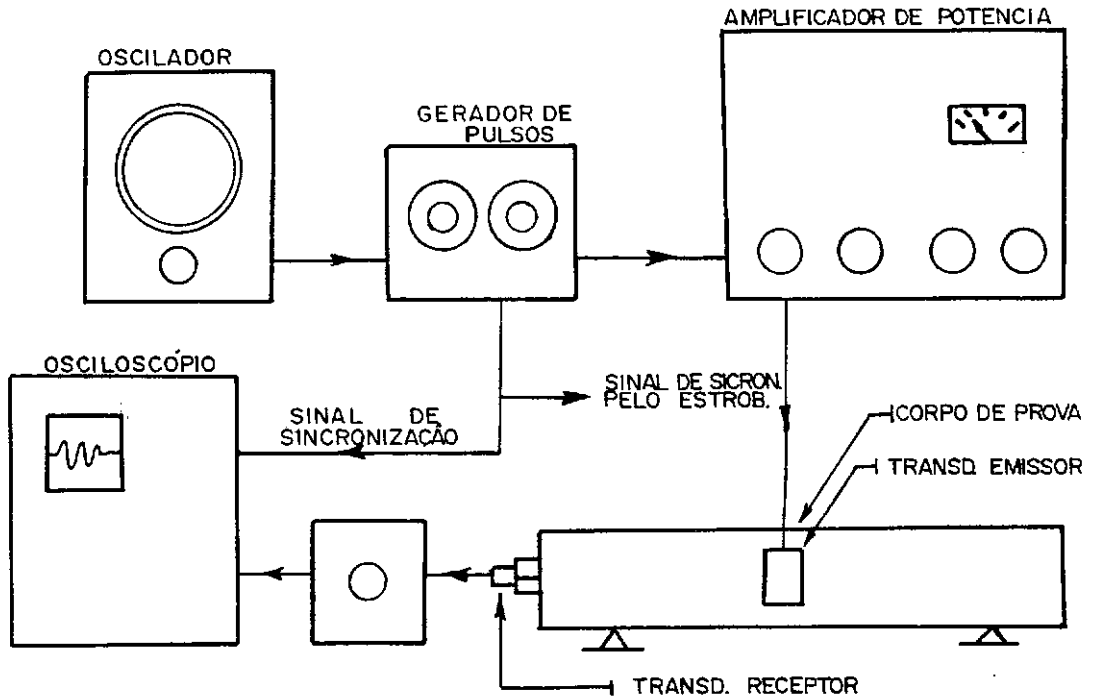 AMPLIFICADOR DE POTENCIA
OSCILADOR
GERADOR DE
PULSOS
OSCILOSCÓPIO
SINAL DE SICRON.
PELO ESTROB.
SINAL DE
SINCRONIZAÇÃO
CORPO DE PROVA
TRANSD. EMISSOR
TRANSD. RECEPTOR